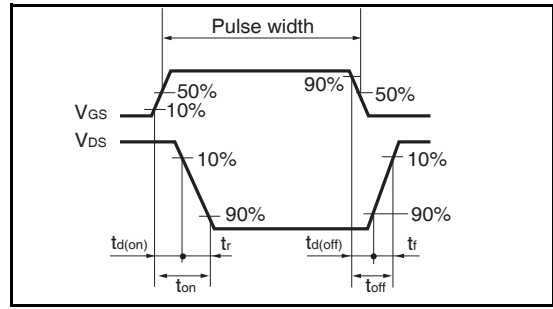 Pulse width
90%
50%
50%
10%
VGS
VDS
10%
10%
90%
90%
td(on) tr td(off) tf
ton toff